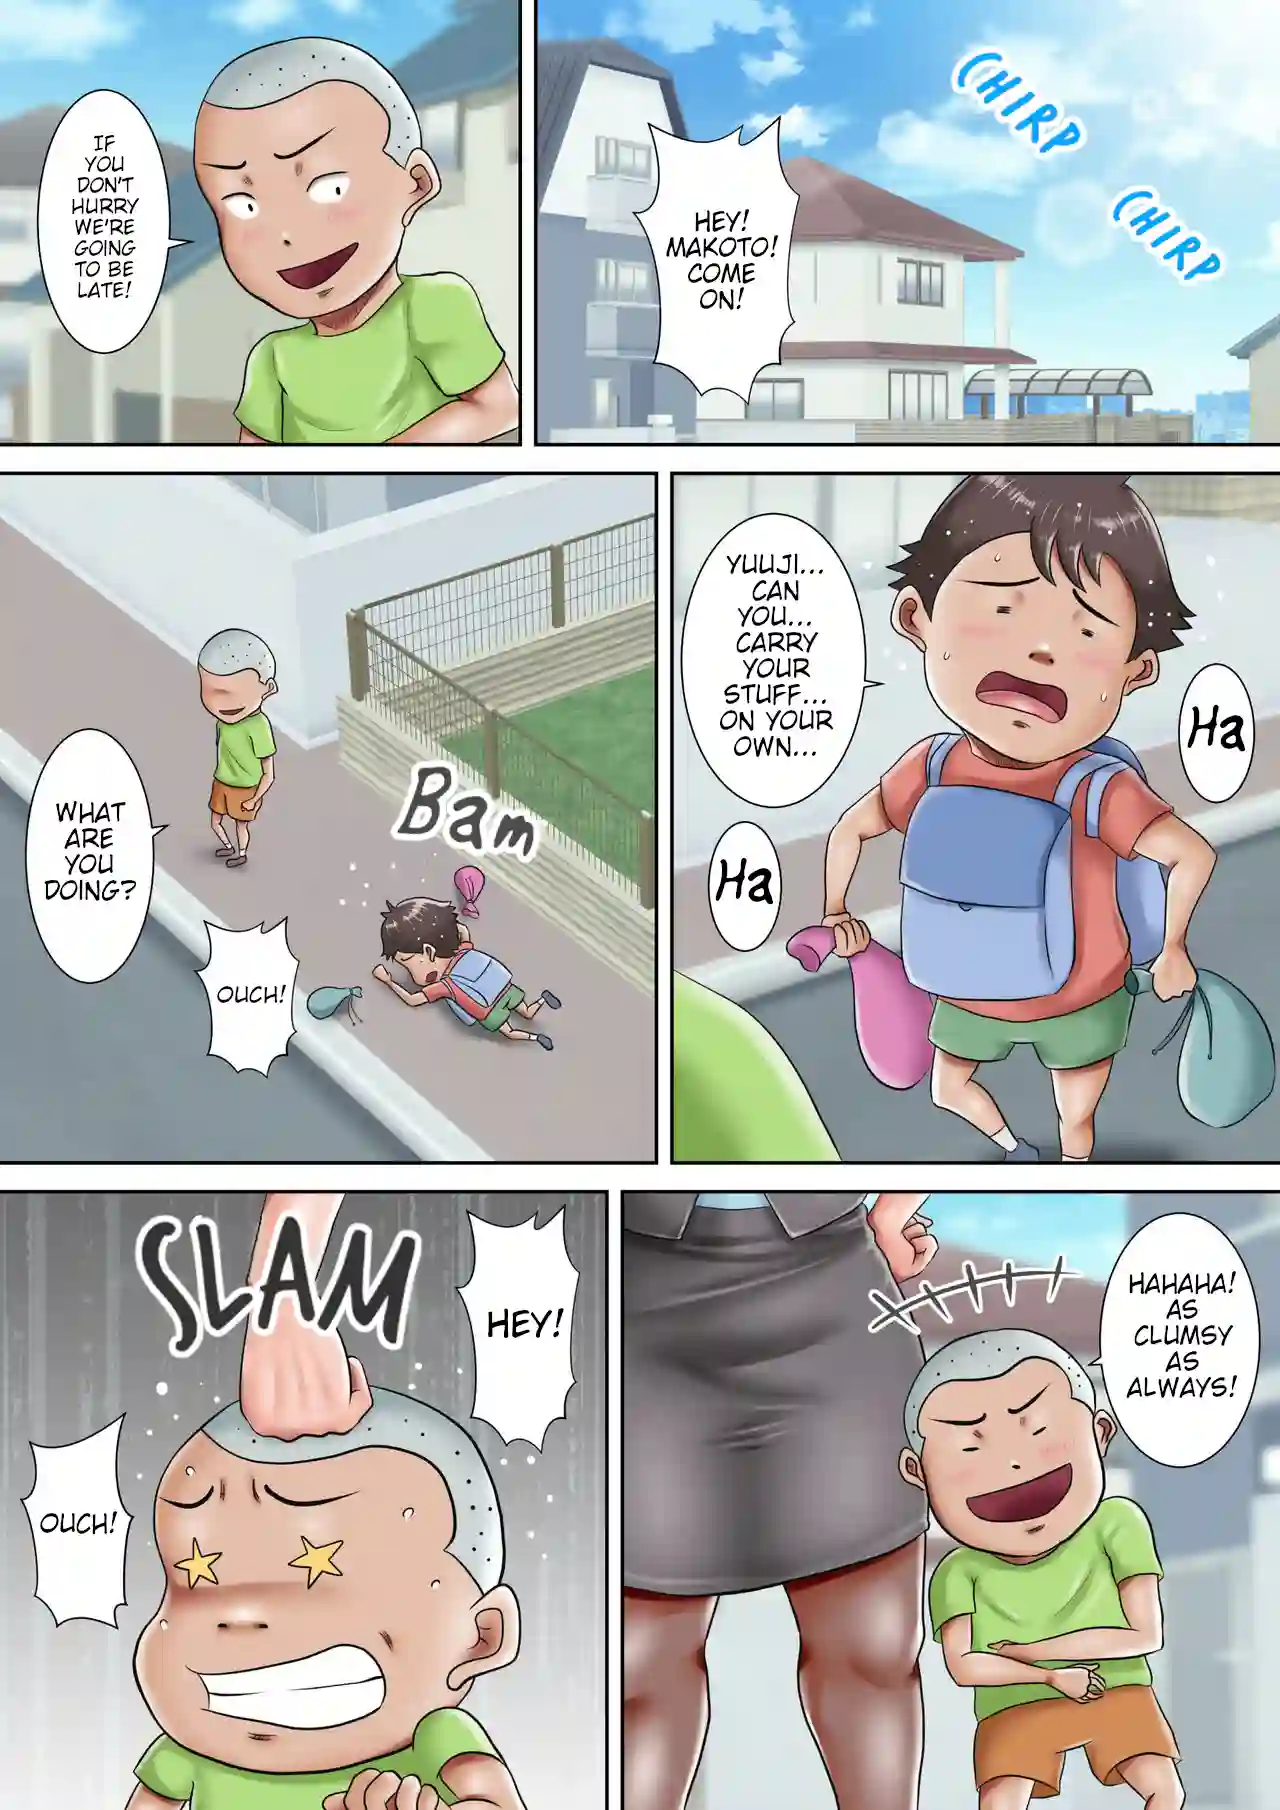 CHIRP
CHIRP
HEY!
MAKOTO!
COME
ON!
IF
YOU
DON'T
HURRY
WE'RE
GOING
TO BE
LATE!
YUUJI...
CAN
YOU...
CARRY
YOUR
STUFF...
ON YOUR
OWN...
Ha
Ha
Bam
OUCH!
WHAT
ARE
YOU
DOING?
HAHAHA!
AS
CLUMSY
AS
ALWAYS!
HEY!
SLAM
OUCH!